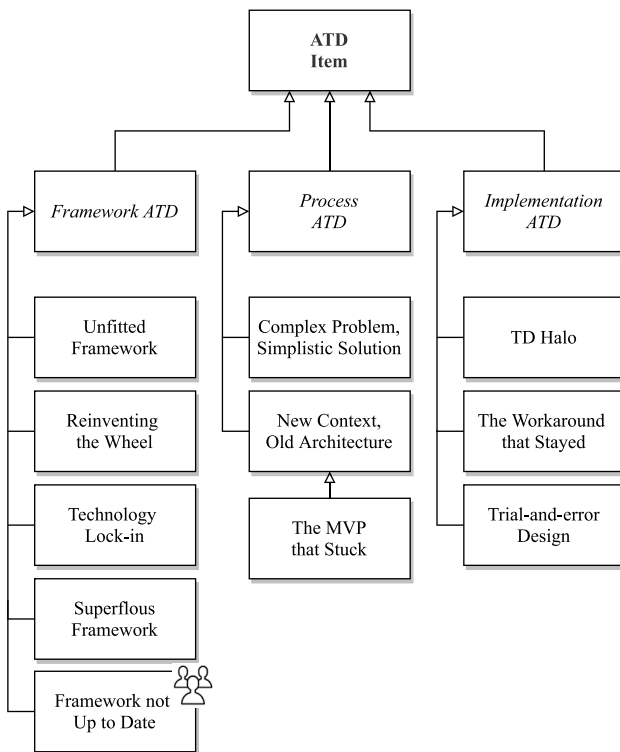 ATD
Item
Framework ATD
Process
ATD
Implementation
ATD
Unfitted
Framework
Complex Problem,
Simplistic Solution
TD Halo
Reinventing
the Wheel
New Context,
Old Architecture
The Workaround
that Stayed
Technology
Lock-in
The MVP
that Stuck
Trial-and-error
Design
Superflous
Framework
Framework not
Up to Date